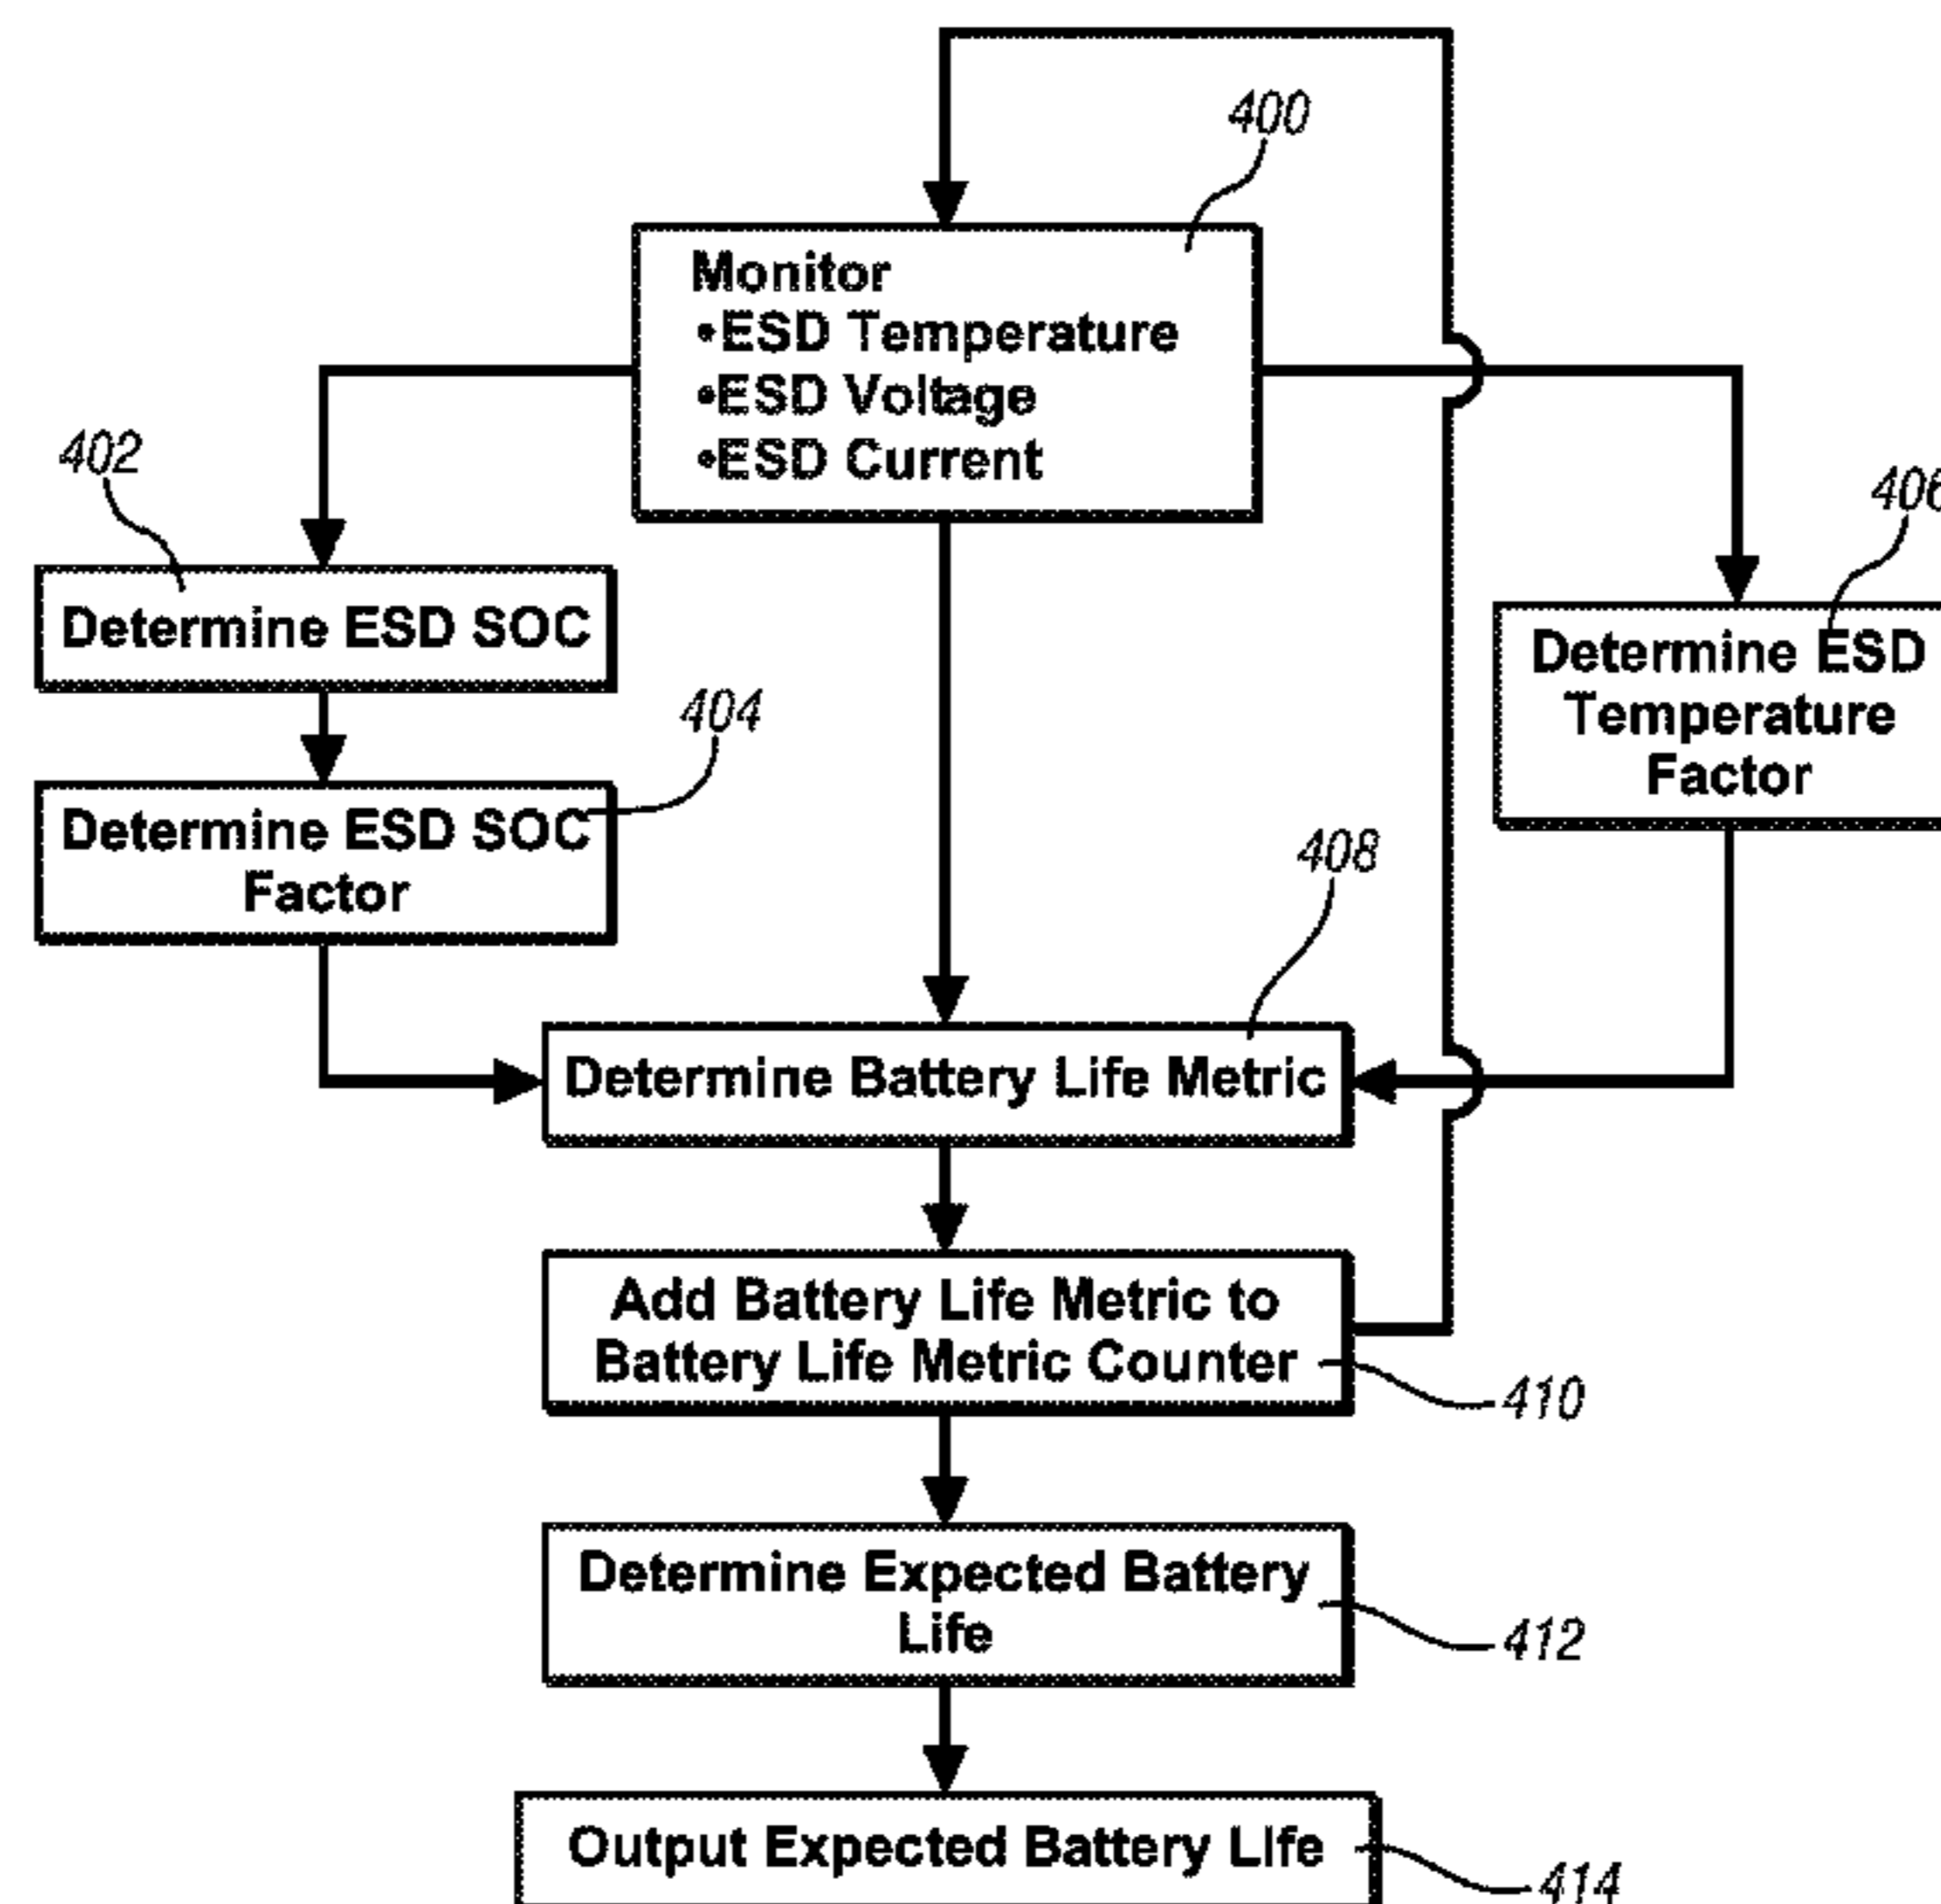 400
Monitor
•ESD Temperature
•ESD Voltage
•ESD Current
402
406
Determine ESD SOC
Determine ESD
Temperature
Factor
404
Determine ESD SOC
Factor
408
Determine Battery Life Metric
Add Battery Life Metric to
Battery Life Metric Counter
410
Determine Expected Battery
Life
412
Output Expected Battery Life
414